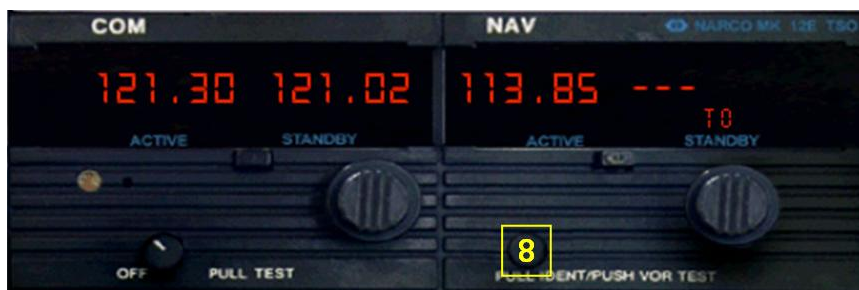 COM NAV NARCO MK 12E TSO
121.30 121.02 113.85 ---
TO
ACTIVE STANDBY ACTIVE STANDBY
8
OFF PULL TEST PULL IDENT/PUSH VOR TEST